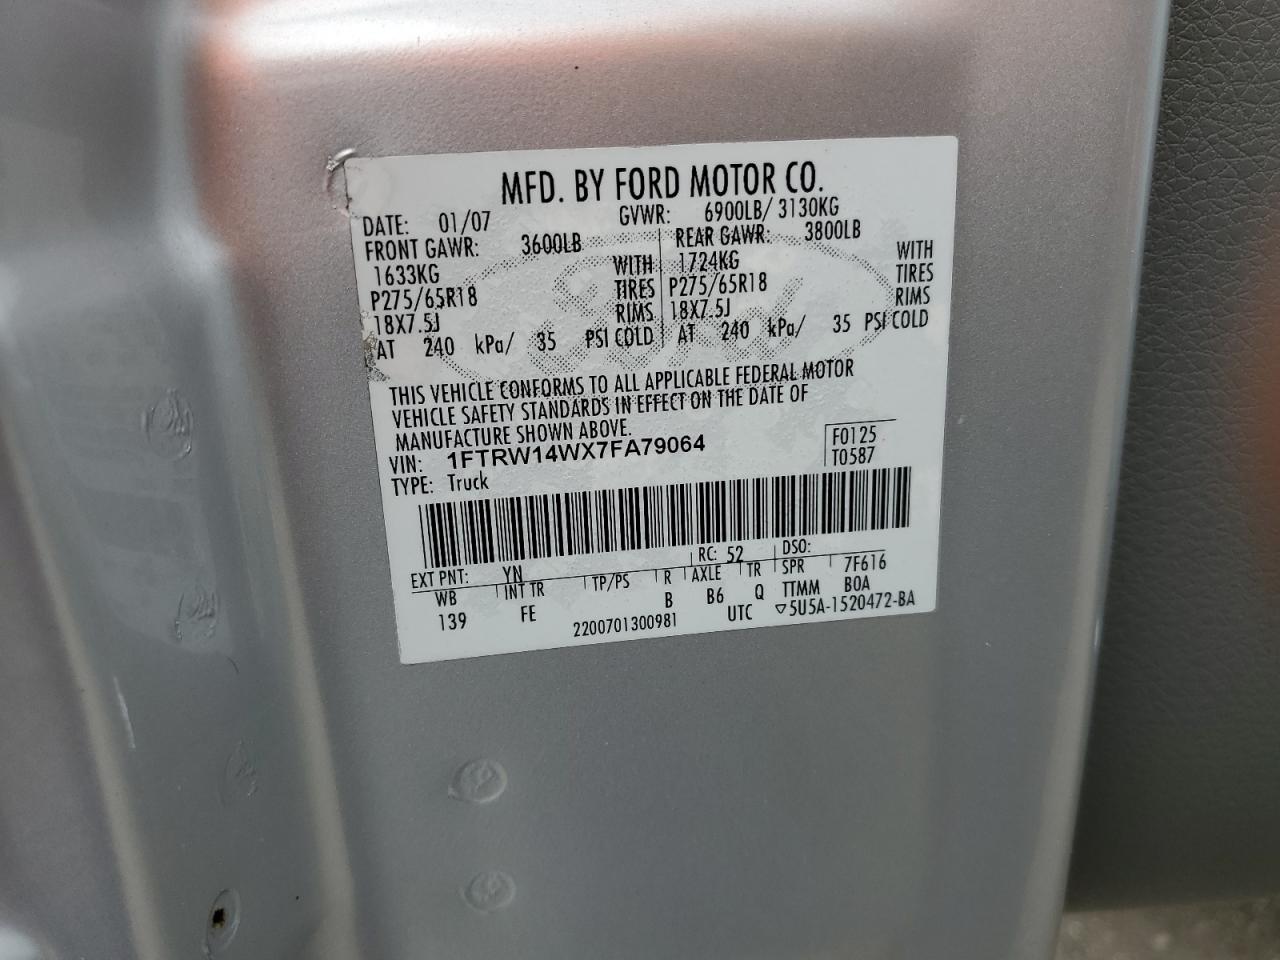 MFD. BY FORD MOTOR CO.
DATE: 01/07 GVWR: 6900LB/ 3130KG
FRONT GAWR: 3600LB REAR GAWR: 3800LB
1633KG WITH 1724KG WITH
P275/65R18 TIRES P275/65R18 TIRES
18X7.5J RIMS 18X7.5J RIMS
AT 240 kPa/ 35 PSI COLD AT 240 kPa/ 35 PSI COLD
THIS VEHICLE CONFORMS TO ALL APPLICABLE FEDERAL MOTOR
VEHICLE SAFETY STANDARDS IN EFFECT ON THE DATE OF
MANUFACTURE SHOWN ABOVE.
VIN: 1FTRW14WX7FA79064 F0125
TYPE: Truck T0587
EXT PNT: YN RC: 52 DSO:
WB INT TR TP/PS R AXLE TR SPR 7F616
139 FE B B6 Q TTMM B0A
2200701300981 UTC ▽5U5A-1520472-BA